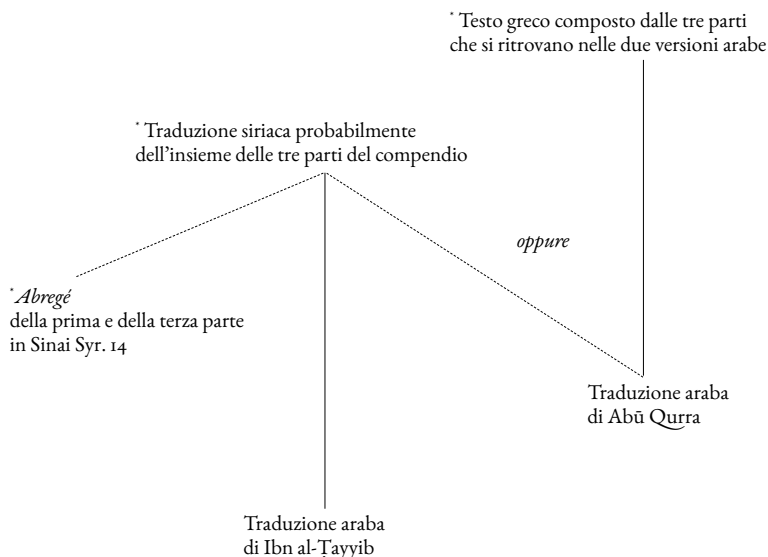 * Testo greco composto dalle tre parti
che si ritrovano nelle due versioni arabe
* Traduzione siriaca probabilmente
dell’insieme delle tre parti del compendio
oppure
* Abregé
della prima e della terza parte
in Sinai Syr. 14
Traduzione araba
di Abū Qurra
Traduzione araba
di Ibn al-Ṭayyib